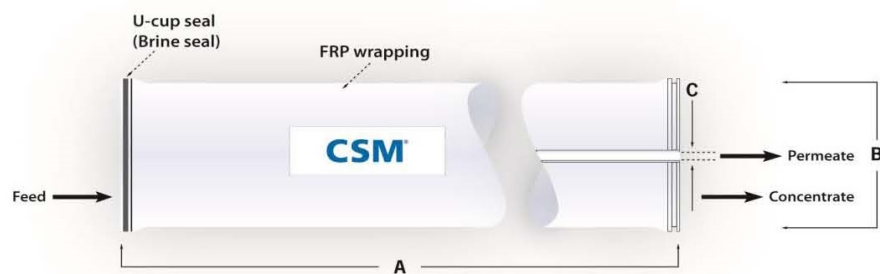 U-cup seal
(Brine seal)
FRP wrapping
C
CSM®
Permeate
B
Feed
Concentrate
A